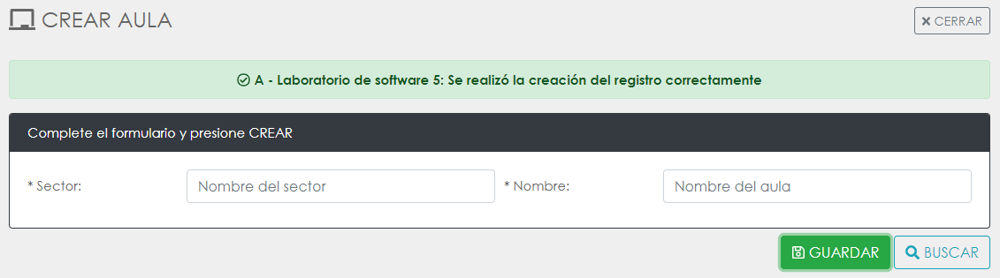 CREAR AULA
CERRAR
A - Laboratorio de software 5: Se realizó la creación del registro correctamente
Complete el formulario y presione CREAR
* Sector: Nombre del sector * Nombre: Nombre del aula
GUARDAR BUSCAR